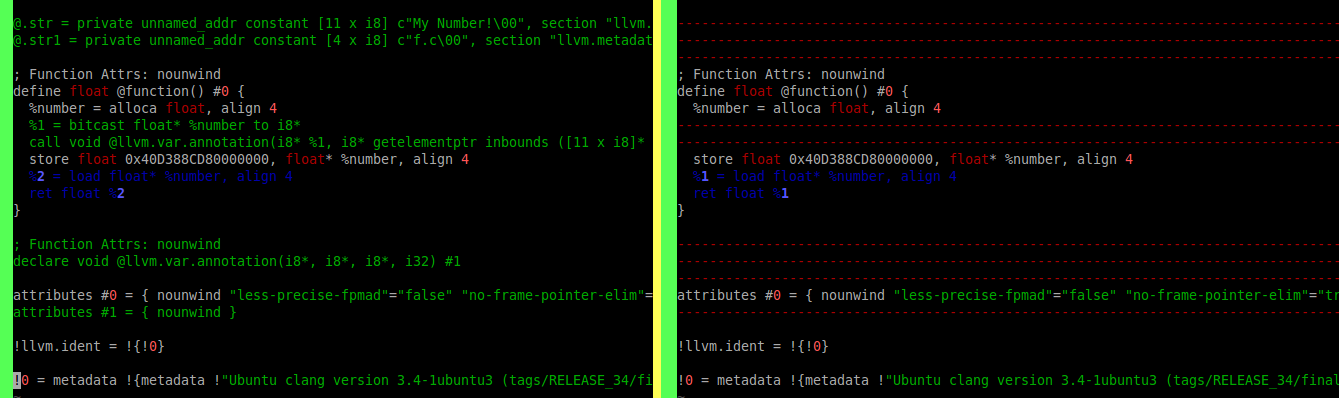 @.str = private unnamed_addr constant [11 x i8] c"My Number!\00", section "llvm.
@.str1 = private unnamed_addr constant [4 x i8] c"f.c\00", section "llvm.metadat
; Function Attrs: nounwind
define float @function() #0 {
  %number = alloca float, align 4
  %1 = bitcast float* %number to i8*
  call void @llvm.var.annotation(i8* %1, i8* getelementptr inbounds ([11 x i8]*
  store float 0x40D388CD80000000, float* %number, align 4
  %2 = load float* %number, align 4
  ret float %2
}
; Function Attrs: nounwind
declare void @llvm.var.annotation(i8*, i8*, i8*, i32) #1
attributes #0 = { nounwind "less-precise-fpmad"="false" "no-frame-pointer-elim"=
attributes #1 = { nounwind }
!llvm.ident = !{!0}
!0 = metadata !{metadata !"Ubuntu clang version 3.4-1ubuntu3 (tags/RELEASE_34/fi
; Function Attrs: nounwind
define float @function() #0 {
  %number = alloca float, align 4
  store float 0x40D388CD80000000, float* %number, align 4
  %1 = load float* %number, align 4
  ret float %1
}
attributes #0 = { nounwind "less-precise-fpmad"="false" "no-frame-pointer-elim"="tr
!llvm.ident = !{!0}
!0 = metadata !{metadata !"Ubuntu clang version 3.4-1ubuntu3 (tags/RELEASE_34/final